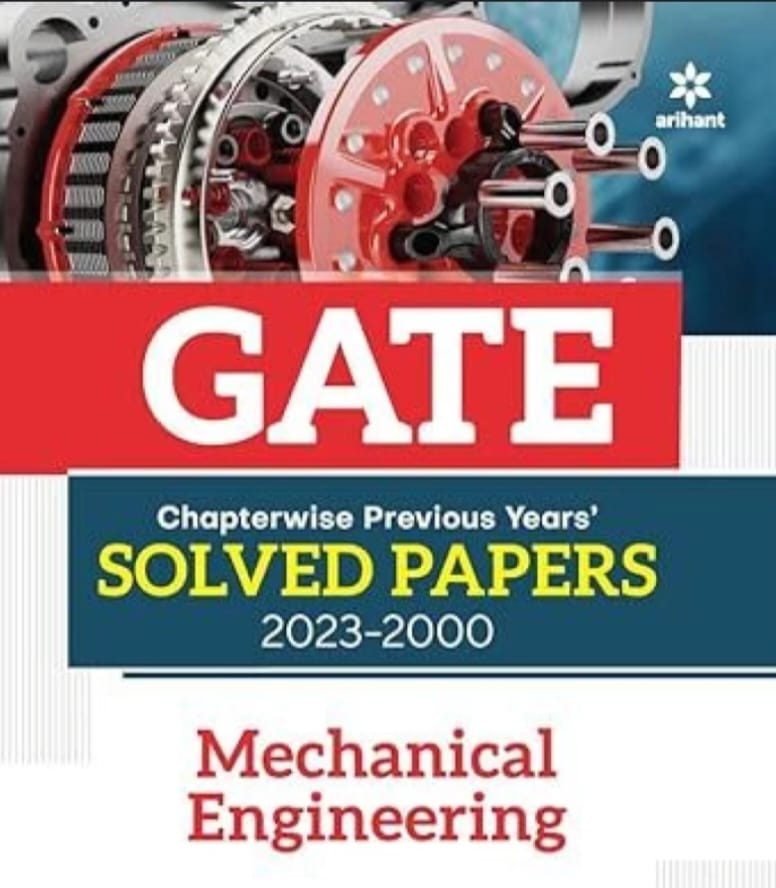 arihant
GATE
Chapterwise Previous Years'
SOLVED PAPERS
2023-2000
Mechanical
Engineering